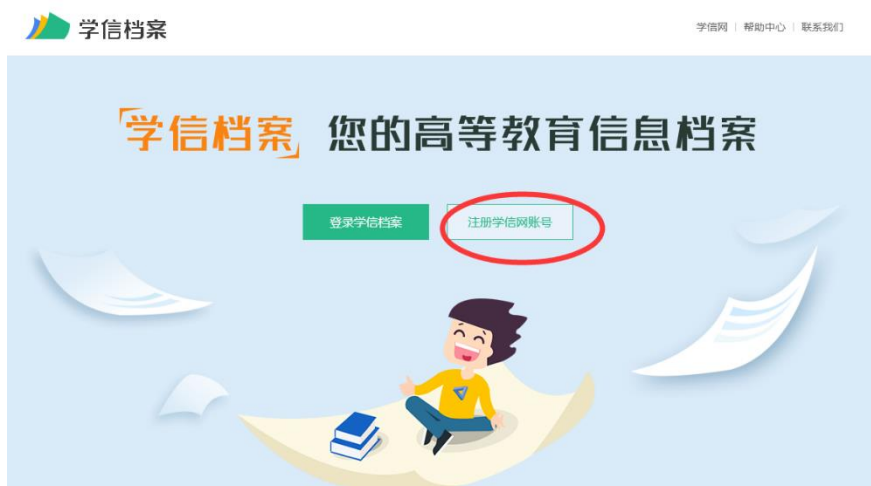 学信档案
学信网 | 帮助中心 | 联系我们
学信档案 您的高等教育信息档案
登录学信档案
注册学信网账号